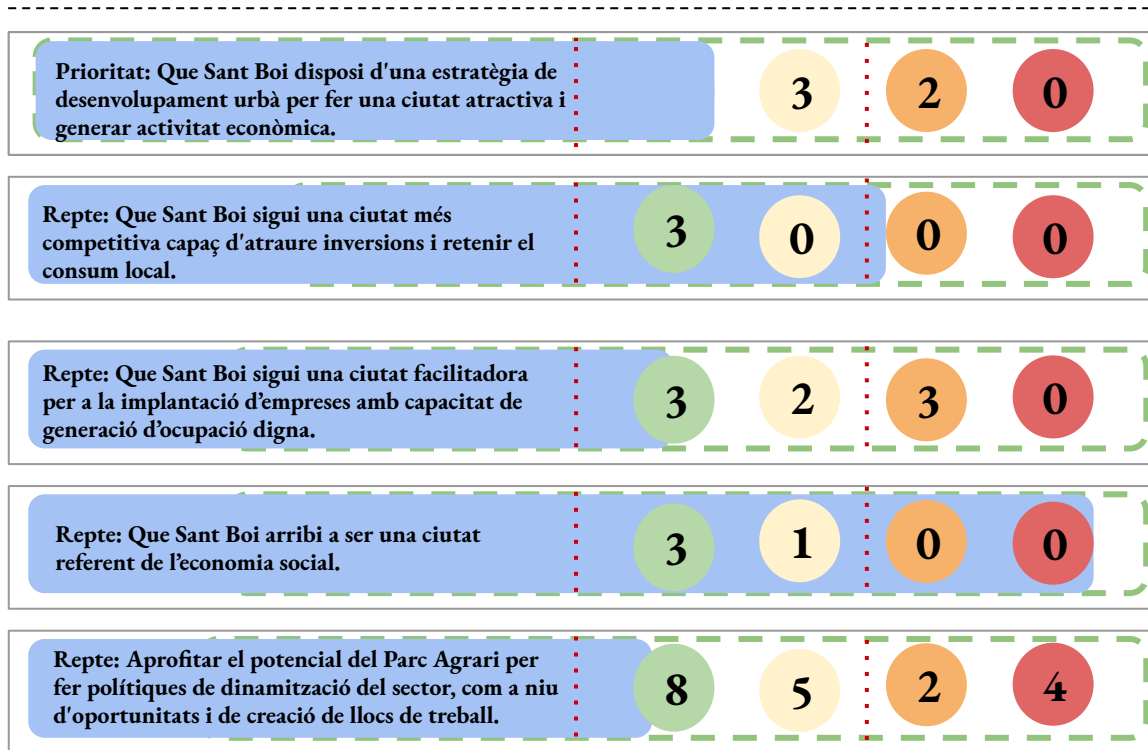 Prioritat: Que Sant Boi disposi d'una estratègia de
desenvolupament urbà per fer una ciutat atractiva i
generar activitat econòmica.
3 2 0
Repte: Que Sant Boi sigui una ciutat més
competitiva capaç d'atraure inversions i retenir el
consum local.
3 0 0 0
Repte: Que Sant Boi sigui una ciutat facilitadora
per a la implantació d’empreses amb capacitat de
generació d’ocupació digna.
3 2 3 0
Repte: Que Sant Boi arribi a ser una ciutat
referent de l’economia social.
3 1 0 0
Repte: Aprofitar el potencial del Parc Agrari per
fer polítiques de dinamització del sector, com a niu
d'oportunitats i de creació de llocs de treball.
8 5 2 4